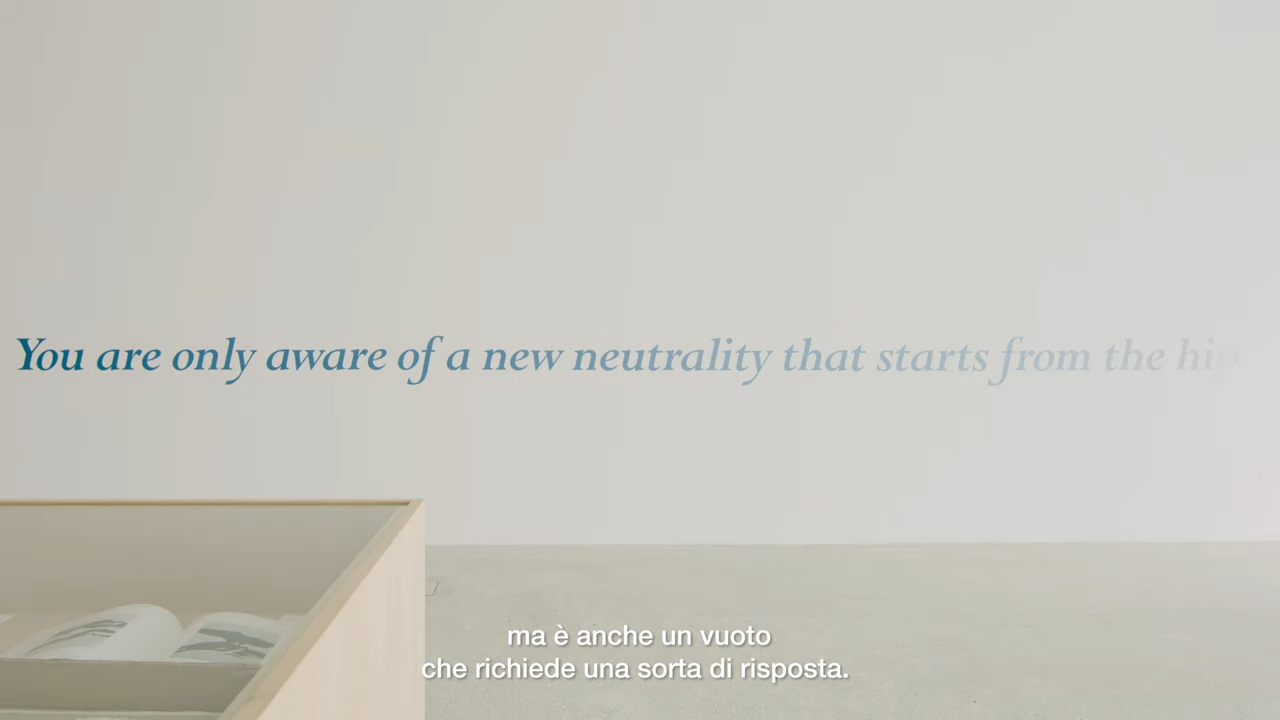 You are only aware of a new neutrality that starts from the
ma è anche un vuoto
che richiede una sorta di risposta.